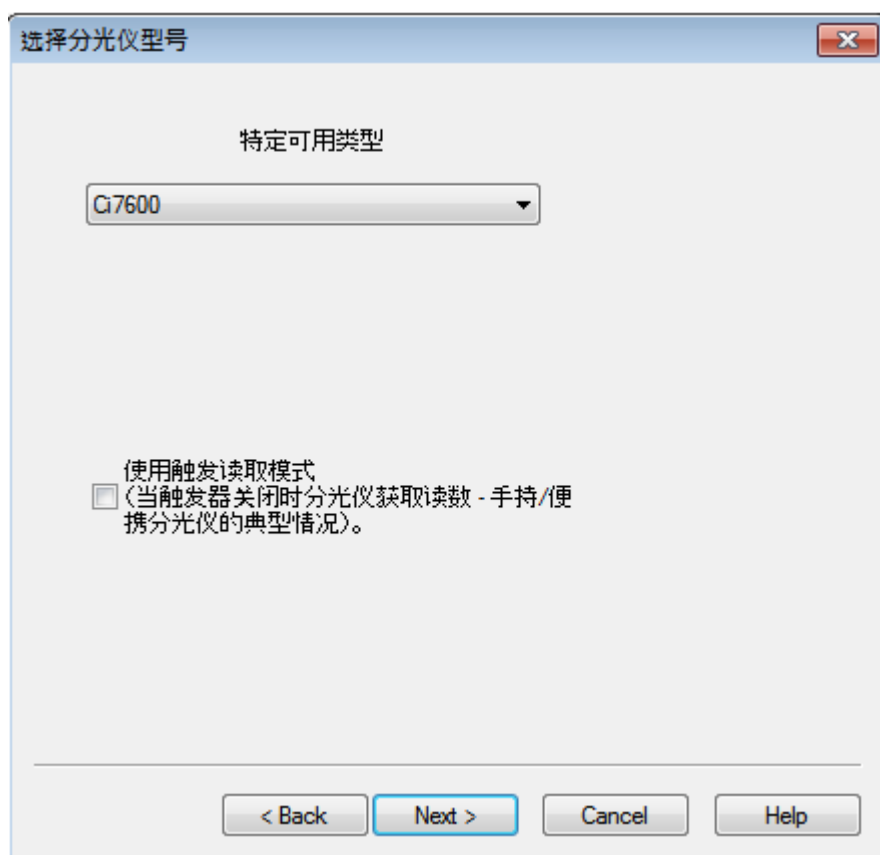 选择分光仪型号
特定可用类型
Ci7600
使用触发读取模式
(当触发器关闭时分光仪获取读数 - 手持/便
携分光仪的典型情况)。
< Back Next > Cancel Help